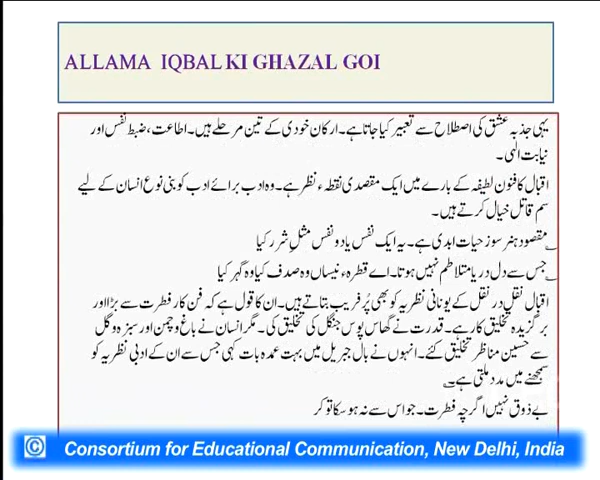 ALLAMA IQBAL KI GHAZAL GOI
یہی جذبہ عشق کی اصطلاح سے تعبیر کیا جاتا ہے۔ ارکان خودی کے تین مرحلے ہیں۔ اطاعت، ضبط نفس اور
نیابت الٰہی۔
اقبال کا فنون لطیفہ کے بارے میں ایک مقصدی نقطہء نظر ہے۔ وہ ادب برائے ادب کو بنی نوع انسان کے لیے
سم قاتل خیال کرتے ہیں۔
؎ مقصود ہنر سوز حیات ابدی ہے۔ یہ ایک نفس یا دو نفس مثلِ شرر کیا
؎ جس سے دل دریا متلاطم نہیں ہوتا۔ اے قطرہء نیساں وہ صدف کیا وہ گہر کیا
اقبال نقل در نقل کے یونانی نظریہ کو بھی پُر فریب بتاتے ہیں۔ ان کا قول ہے کہ فن کار فطرت سے بڑا اور
برگزیدہ تخلیق کار ہے۔ قدرت نے گھاس پوس جنگل کی تخلیق کی۔ مگر انسان نے باغ و چمن اور سبزہ و گل
سے حسین مناظر تخلیق کئے۔ انہوں نے بال جبریل میں بہت عمدہ بات کہی جس سے ان کے ادبی نظریہ کو
سمجھنے میں مدد ملتی ہے۔
بے ذوق نہیں اگرچہ فطرت۔ جو اس سے نہ ہو سکا تو کر
© Consortium for Educational Communication, New Delhi, India